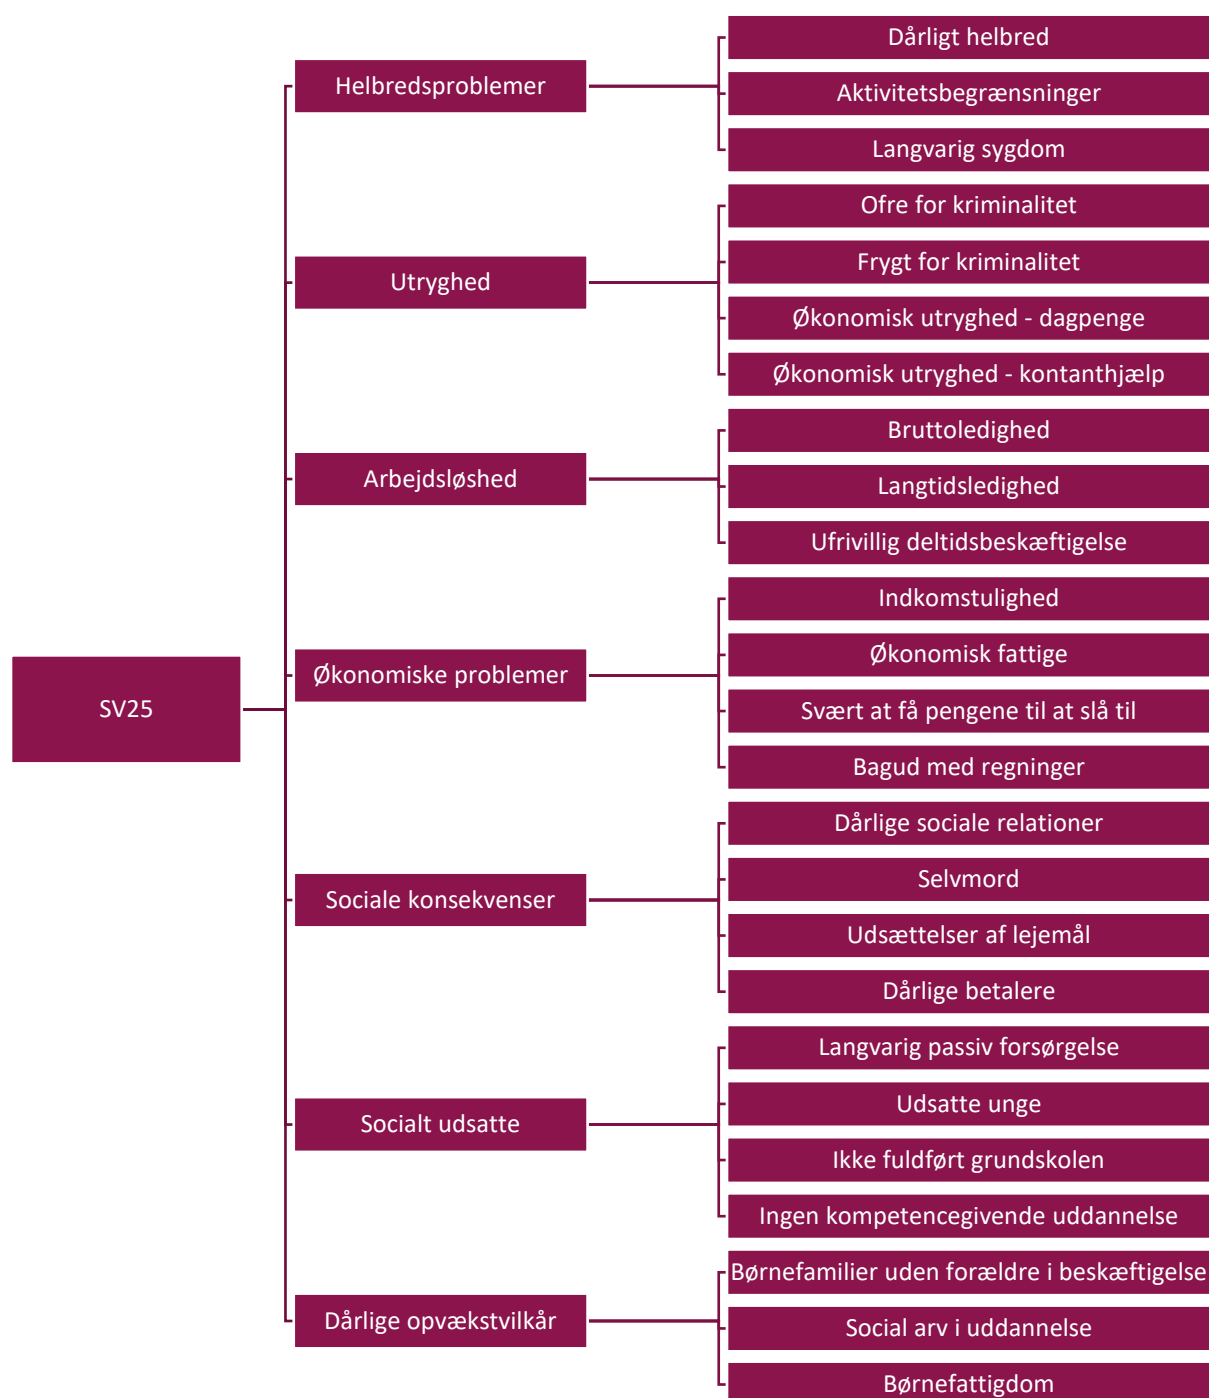 SV25
Helbredsproblemer
Dårligt helbred
Aktivitetsbegrænsninger
Langvarig sygdom
Utryghed
Ofre for kriminalitet
Frygt for kriminalitet
Økonomisk utryghed - dagpenge
Økonomisk utryghed - kontanthjælp
Arbejdsløshed
Bruttoledighed
Langtidsledighed
Ufrivillig deltidsbeskæftigelse
Økonomiske problemer
Indkomstulighed
Økonomisk fattige
Svært at få pengene til at slå til
Bagud med regninger
Sociale konsekvenser
Dårlige sociale relationer
Selvmord
Udsættelser af lejemål
Dårlige betalere
Socialt udsatte
Langvarig passiv forsørgelse
Udsatte unge
Ikke fuldført grundskolen
Ingen kompetencegivende uddannelse
Dårlige opvækstvilkår
Børnefamilier uden forældre i beskæftigelse
Social arv i uddannelse
Børnefattigdom